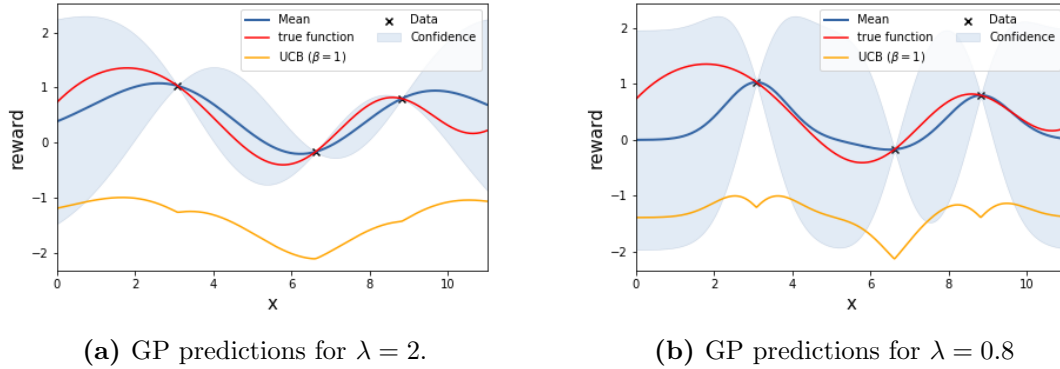 Mean
true function
UCB (β = 1)
Data
Confidence
2
1
0
−1
−2
reward
0 2 4 6 8 10
x
(a) GP predictions for λ = 2.
Mean
true function
UCB (β = 1)
Data
Confidence
2
1
0
−1
−2
reward
0 2 4 6 8 10
x
(b) GP predictions for λ = 0.8